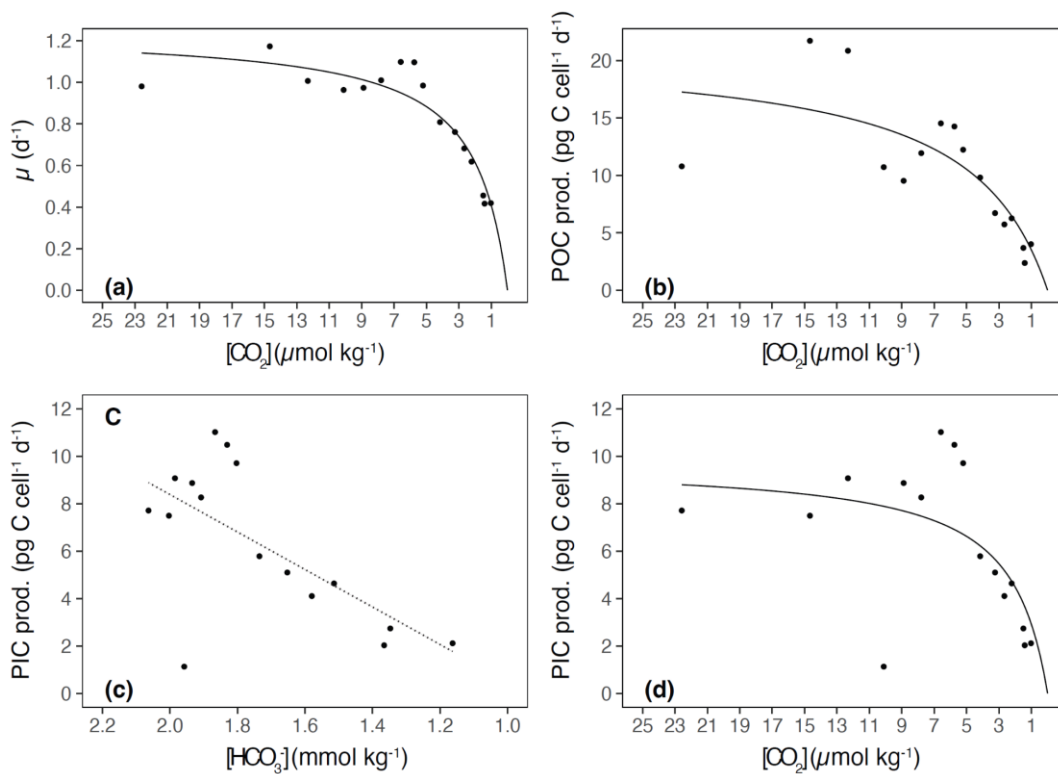 μ (d⁻¹)
1.2
1.0
0.8
0.6
0.4
0.2
0.0
(a)
25 23 21 19 17 15 13 11 9 7 5 3 1
[CO₂] (μmol kg⁻¹)
POC prod. (pg C cell⁻¹ d⁻¹)
20
15
10
5
0
(b)
25 23 21 19 17 15 13 11 9 7 5 3 1
[CO₂] (μmol kg⁻¹)
PIC prod. (pg C cell⁻¹ d⁻¹)
C
12
10
8
6
4
2
0
(c)
2.2 2.0 1.8 1.6 1.4 1.2 1.0
[HCO₃⁻] (mmol kg⁻¹)
PIC prod. (pg C cell⁻¹ d⁻¹)
12
10
8
6
4
2
0
(d)
25 23 21 19 17 15 13 11 9 7 5 3 1
[CO₂] (μmol kg⁻¹)